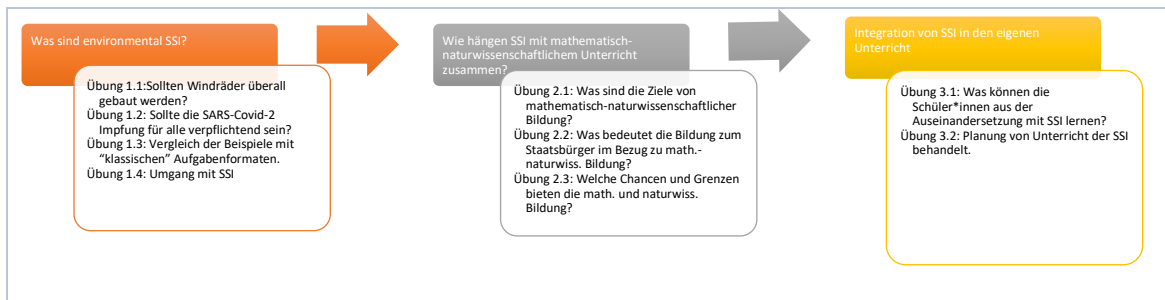 Was sind environmental SSI?
Übung 1.1:Sollten Windräder überall
gebaut werden?
Übung 1.2: Sollte die SARS-Covid-2
Impfung für alle verpflichtend sein?
Übung 1.3: Vergleich der Beispiele mit
“klassischen” Aufgabenformaten.
Übung 1.4: Umgang mit SSI
Wie hängen SSI mit mathematisch-
naturwissenschaftlichem Unterricht
zusammen?
Übung 2.1: Was sind die Ziele von
mathematisch-naturwissenschaftlicher
Bildung?
Übung 2.2: Was bedeutet die Bildung zum
Staatsbürger im Bezug zu math.-
naturwiss. Bildung?
Übung 2.3: Welche Chancen und Grenzen
bieten die math. und naturwiss.
Bildung?
Integration von SSI in den eigenen
Unterricht
Übung 3.1: Was können die
Schüler*innen aus der
Auseinandersetzung mit SSI lernen?
Übung 3.2: Planung von Unterricht der SSI
behandelt.